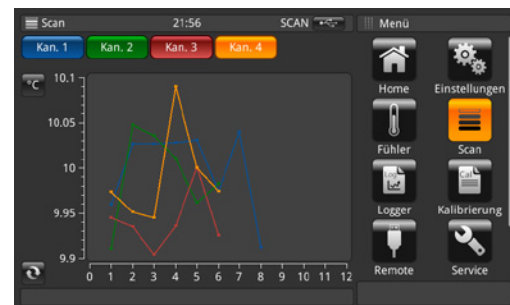 Scan 21:56 SCAN
Menü
Kan. 1 Kan. 2 Kan. 3 Kan. 4
°C
10.1
10.05
10
9.95
9.9
0 1 2 3 4 5 6 7 8 9 10 11 12
Home Einstellungen
Fühler Scan
Log Cal
Logger Kalibrierung
Remote Service